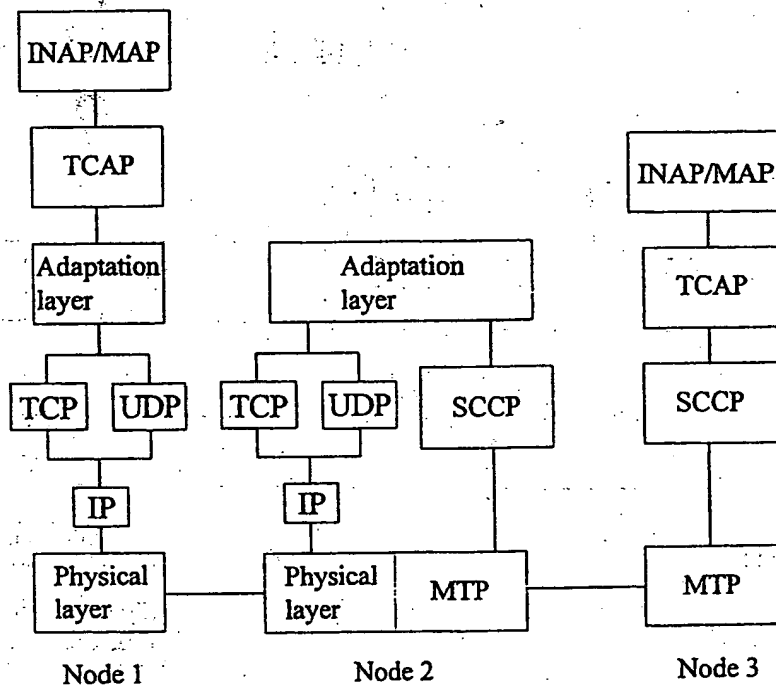 INAP/MAP
TCAP
Adaptation
layer
TCP
UDP
IP
Physical
layer
Node 1
Adaptation
layer
TCP
UDP
SCCP
IP
Physical
layer
MTP
Node 2
INAP/MAP
TCAP
SCCP
MTP
Node 3